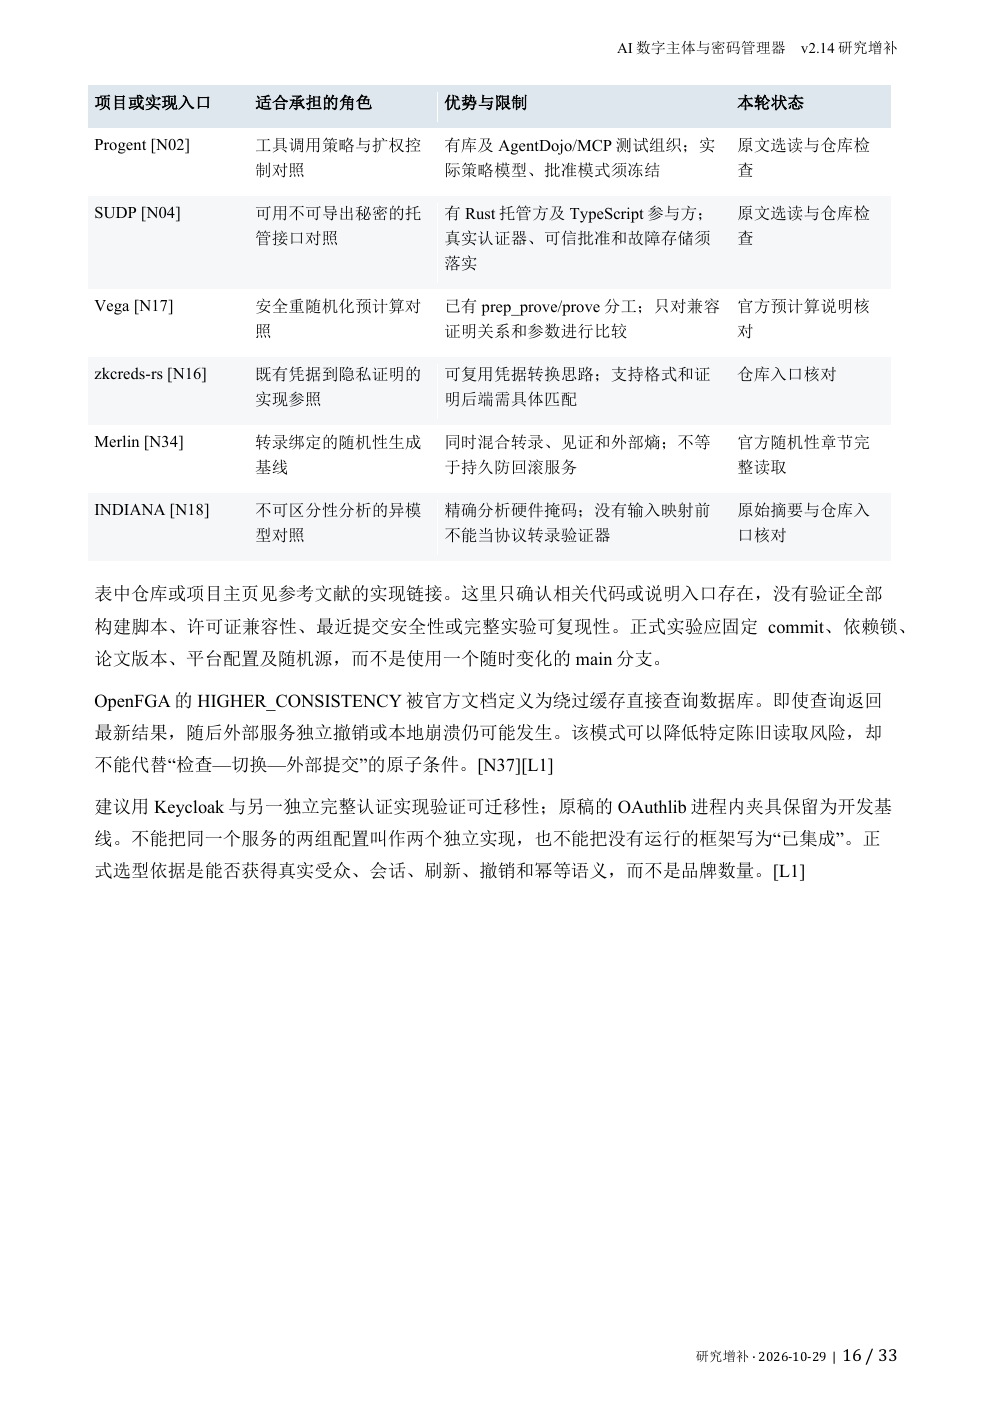 AI 数字主体与密码管理器 v2.14 研究增补
项目或实现入口 适合承担的角色 优势与限制 本轮状态
Progent [N02] 工具调用策略与扩权控 有库及 AgentDojo/MCP 测试组织；实 原文选读与仓库检
制对照 际策略模型、批准模式须冻结 查
SUDP [N04] 可用不可导出秘密的托 有 Rust 托管方及 TypeScript 参与方； 原文选读与仓库检
管接口对照 真实认证器、可信批准和故障存储须 查
落实
Vega [N17] 安全重随机化预计算对 已有 prep_prove/prove 分工；只对兼容 官方预计算说明核
照 证明关系和参数进行比较 对
zkcreds-rs [N16] 既有凭据到隐私证明的 可复用凭据转换思路；支持格式和证 仓库入口核对
实现参照 明后端需具体匹配
Merlin [N34] 转录绑定的随机性生成 同时混合转录、见证和外部熵；不等 官方随机性章节完
基线 于持久防回滚服务 整读取
INDIANA [N18] 不可区分性分析的异模 精确分析硬件掩码；没有输入映射前 原始摘要与仓库入
型对照 不能当协议转录验证器 口核对
表中仓库或项目主页见参考文献的实现链接。这里只确认相关代码或说明入口存在，没有验证全部
构建脚本、许可证兼容性、最近提交安全性或完整实验可复现性。正式实验应固定 commit、依赖锁、
论文版本、平台配置及随机源，而不是使用一个随时变化的 main 分支。
OpenFGA 的 HIGHER_CONSISTENCY 被官方文档定义为绕过缓存直接查询数据库。即使查询返回
最新结果，随后外部服务独立撤销或本地崩溃仍可能发生。该模式可以降低特定陈旧读取风险，却
不能代替“检查—切换—外部提交”的原子条件。[N37][L1]
建议用 Keycloak 与另一独立完整认证实现验证可迁移性；原稿的 OAuthlib 进程内夹具保留为开发基
线。不能把同一个服务的两组配置叫作两个独立实现，也不能把没有运行的框架写为“已集成”。正
式选型依据是能否获得真实受众、会话、刷新、撤销和幂等语义，而不是品牌数量。[L1]
研究增补 · 2026-10-29 | 16 / 33